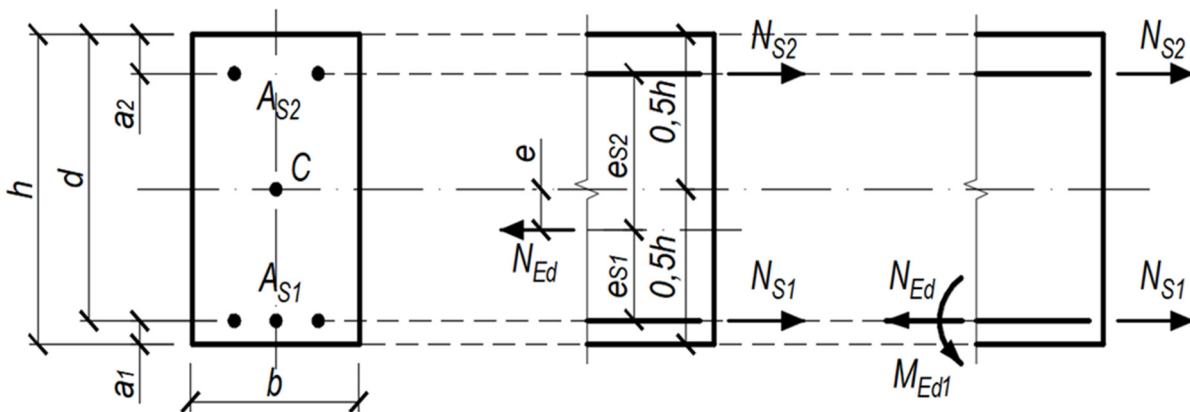 h
d
a2
a1
AS2
C
AS1
b
e
NEd
eS2
eS1
0,5h
0,5h
NS2
NS1
NEd
MEd1
NS2
NS1